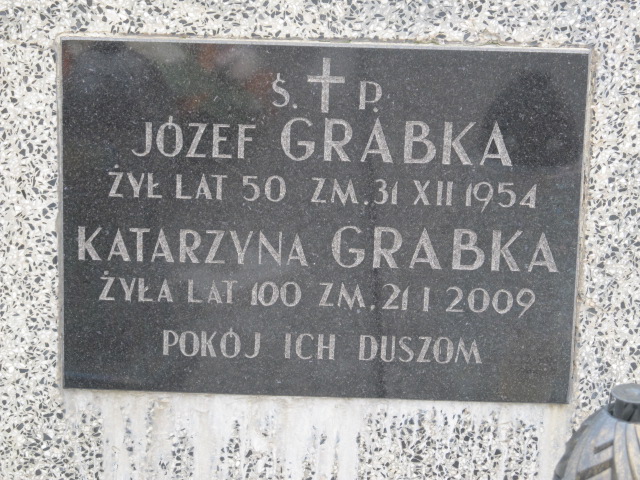 Ś. † P.
JÓZEF GRABKA
ŻYŁ LAT 50 ZM. 31 XII 1954
KATARZYNA GRABKA
ŻYŁA LAT 100 ZM. 21 I 2009
POKÓJ ICH DUSZOM